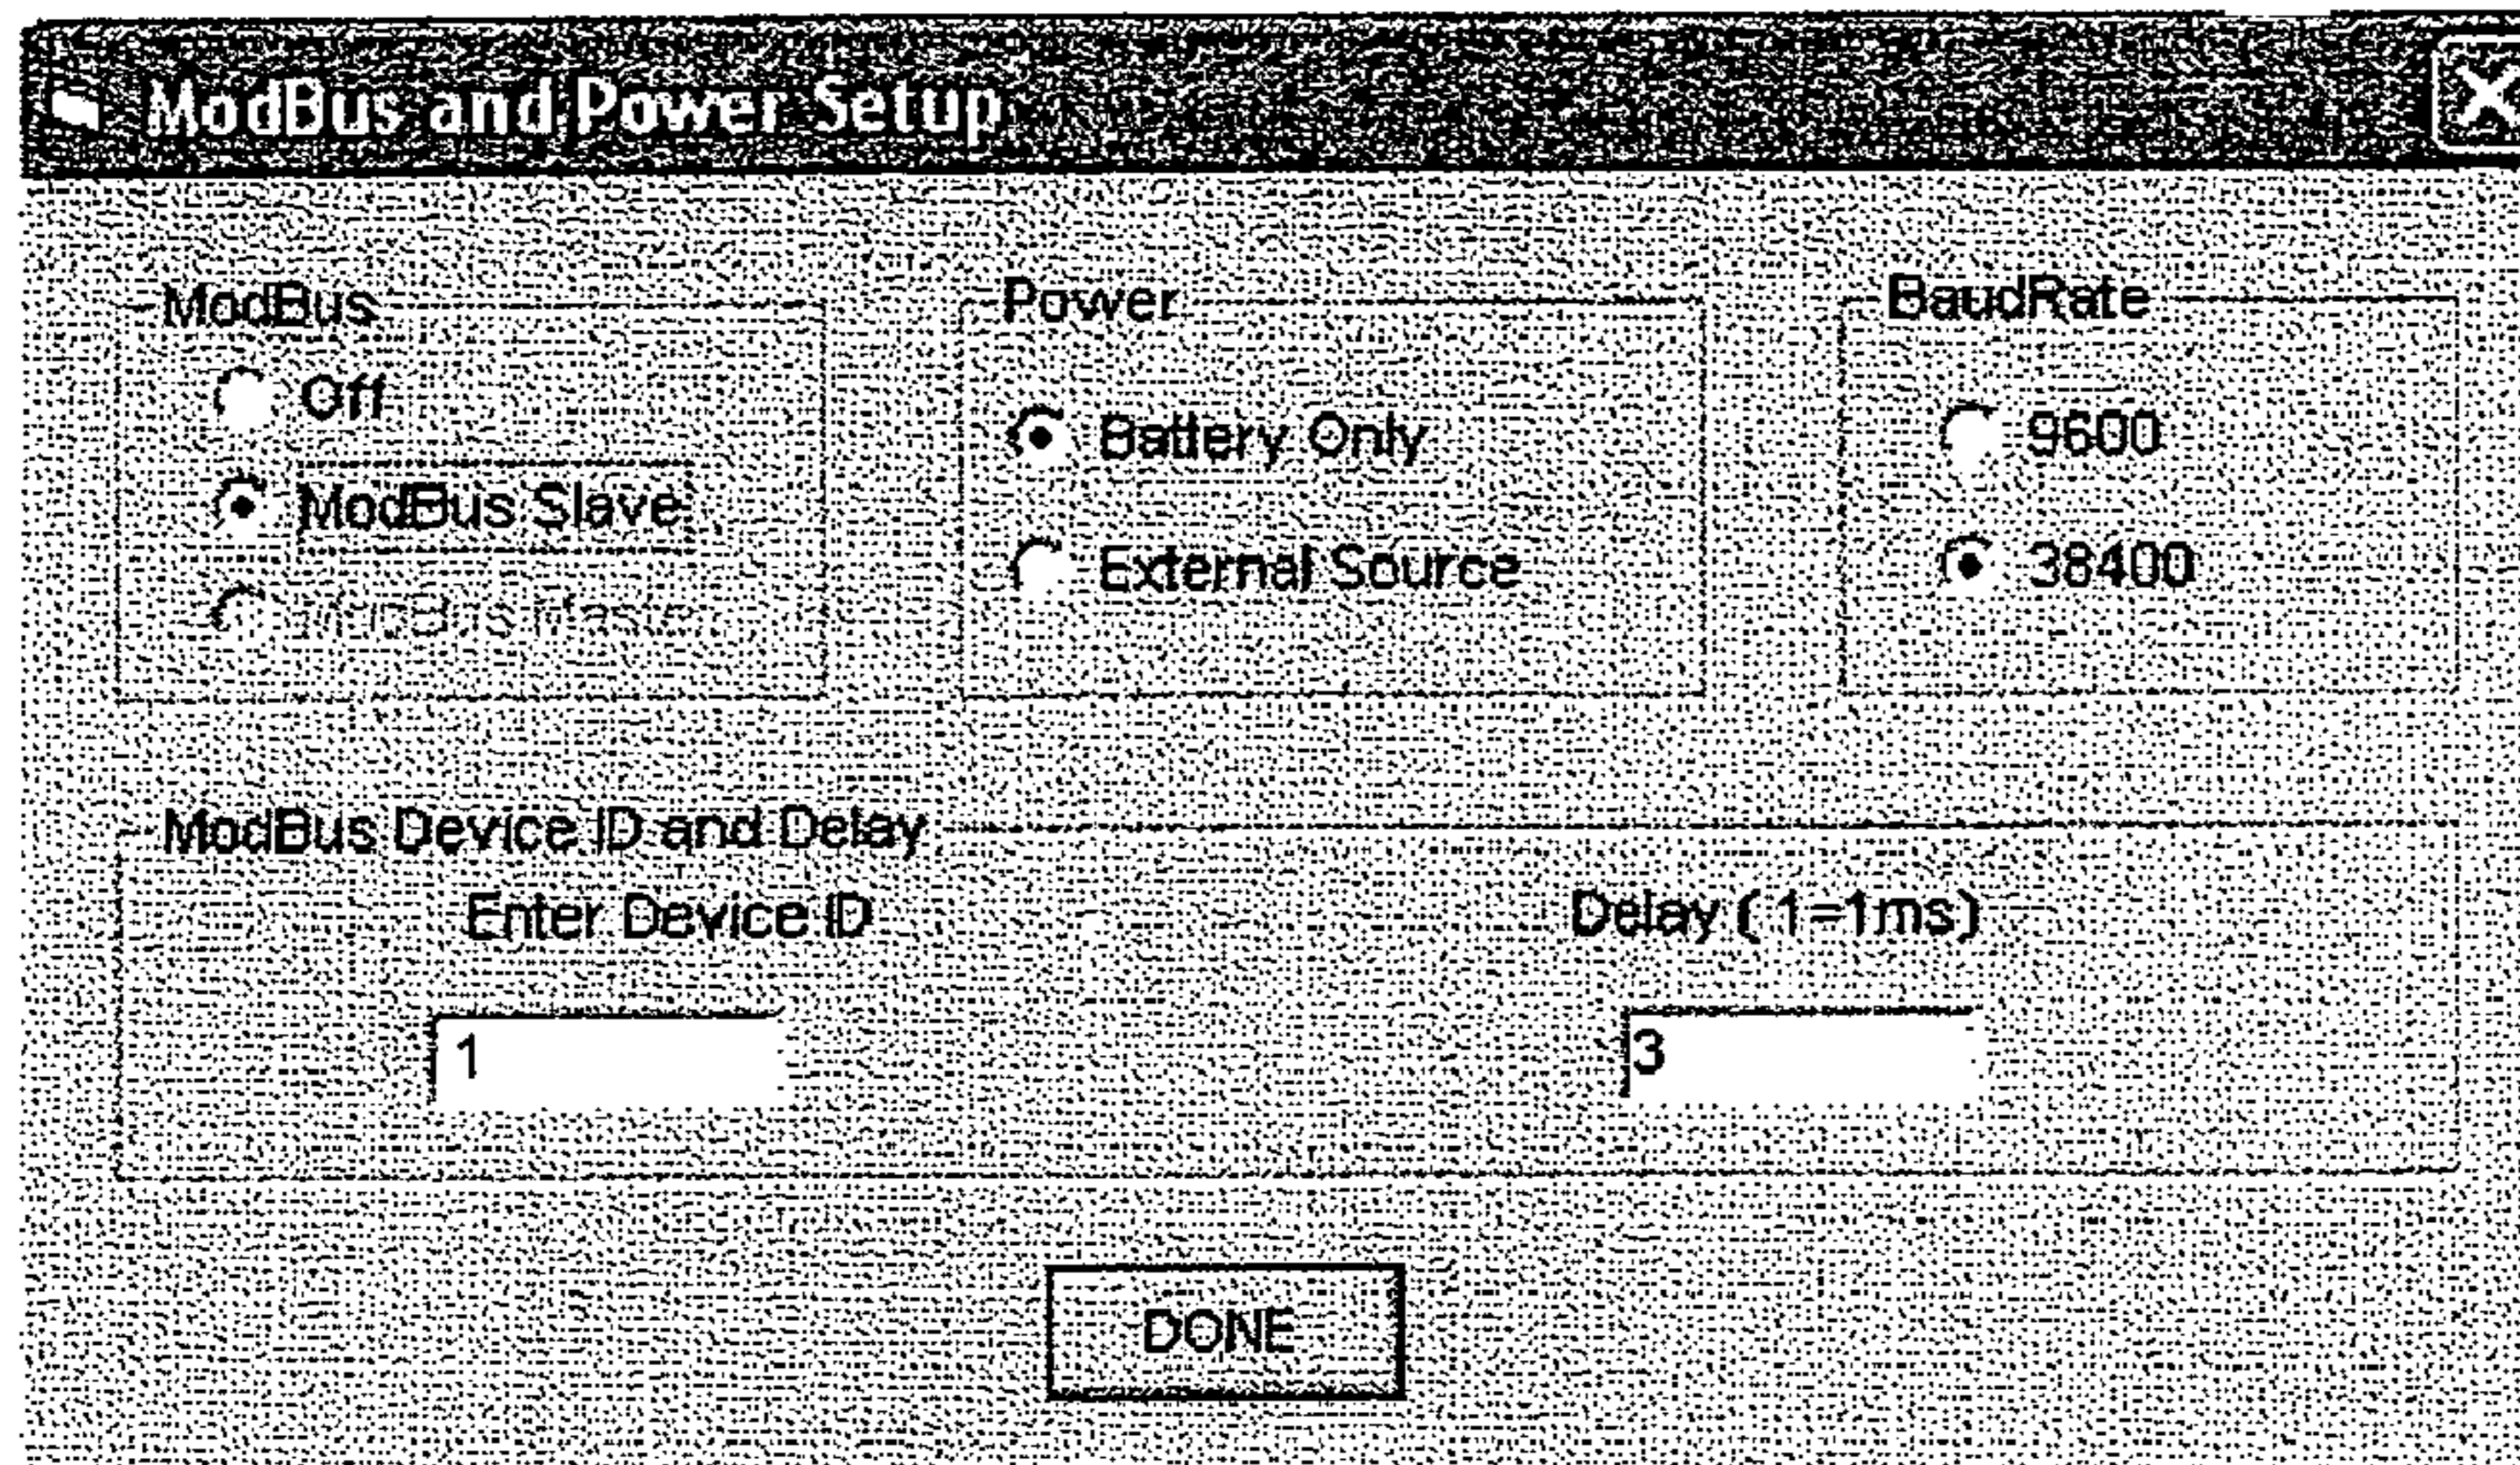 ModBus and Power Setup
ModBus
Off
ModBus Slave
ModBus
Power
Battery Only
External Source
BaudRate
9600
38400
ModBus Device ID and Delay
Enter Device ID
1
Delay ( 1=1ms)
3
DONE